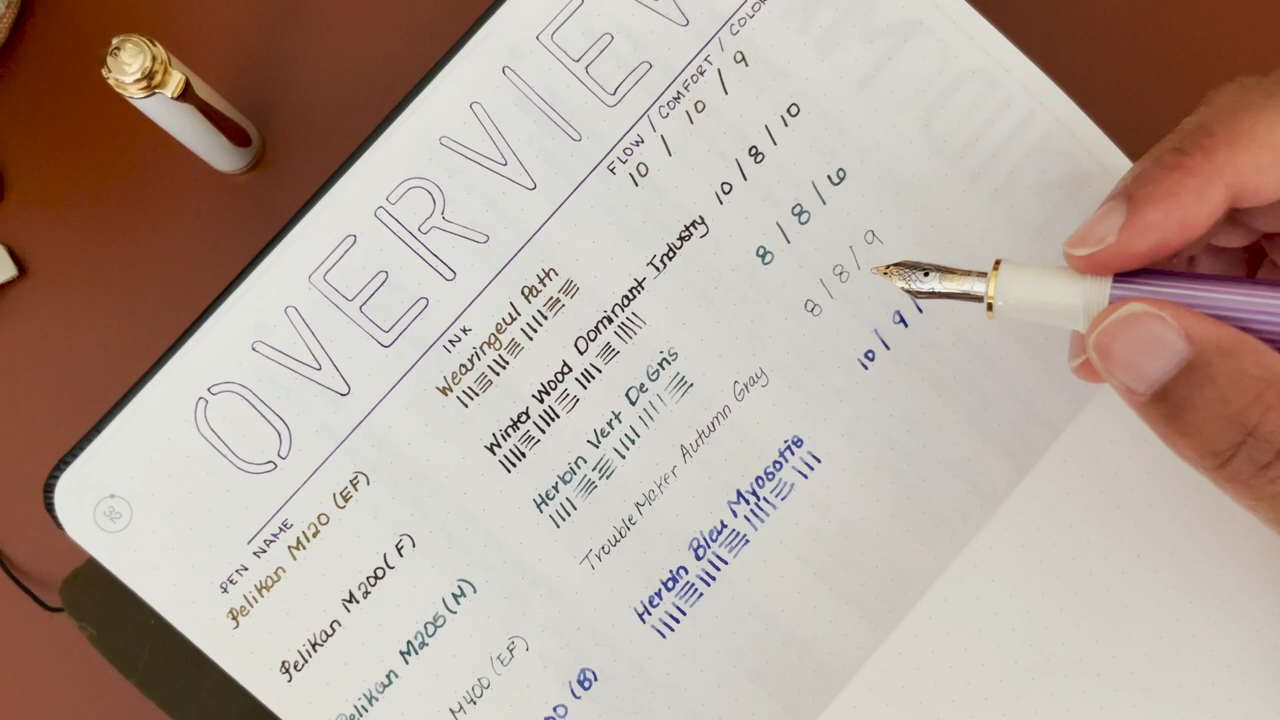 OVERVIEW
PEN NAME INK FLOW / COMFORT / COLOR
Pelikan M120 (EF) Wearingeul Path 10 / 10 / 9
Pelikan M200 (F) Winter Wood Dominant Industry 10 / 8 / 10
Pelikan M205 (M) Herbin Vert De Gris 8 / 8 / 6
M400 (EF) Trouble Maker Autumn Gray 8 / 8 / 9
(B) Herbin Bleu Myosotis 10 / 9 /
32